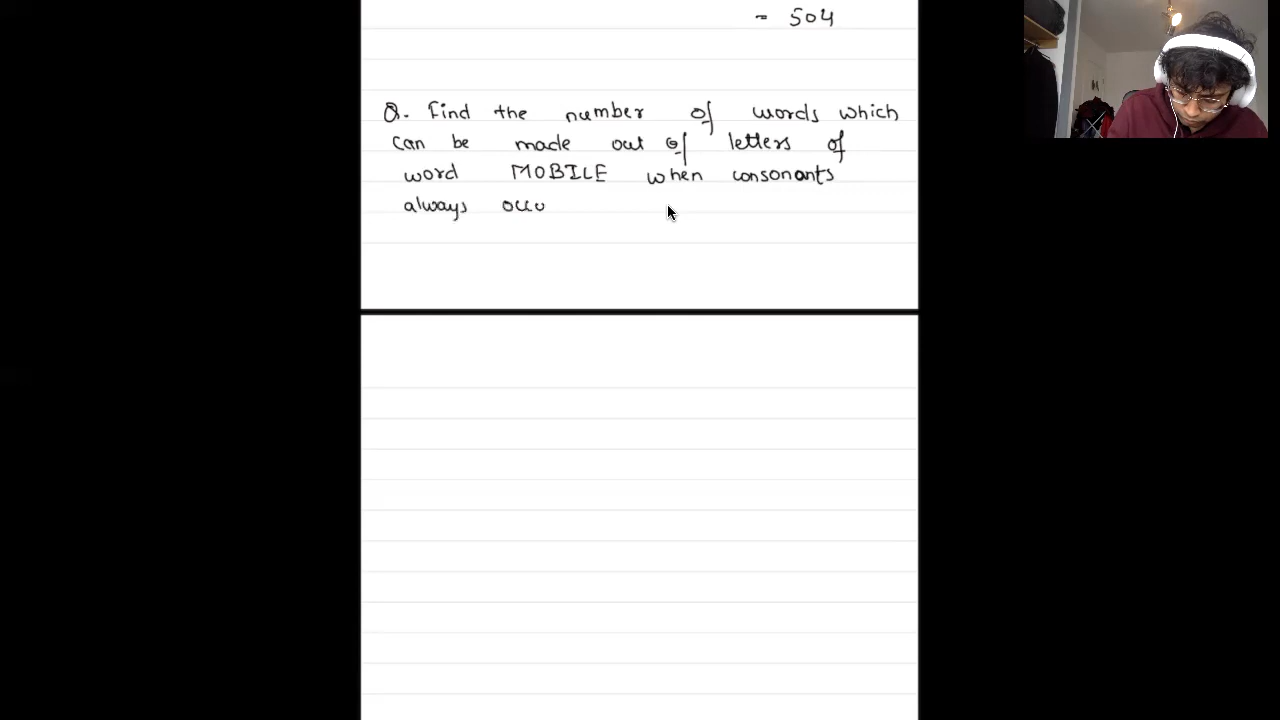 = 504
Q. Find the number of words which
can be made out of letters of
word MOBILE when consonants
always occu